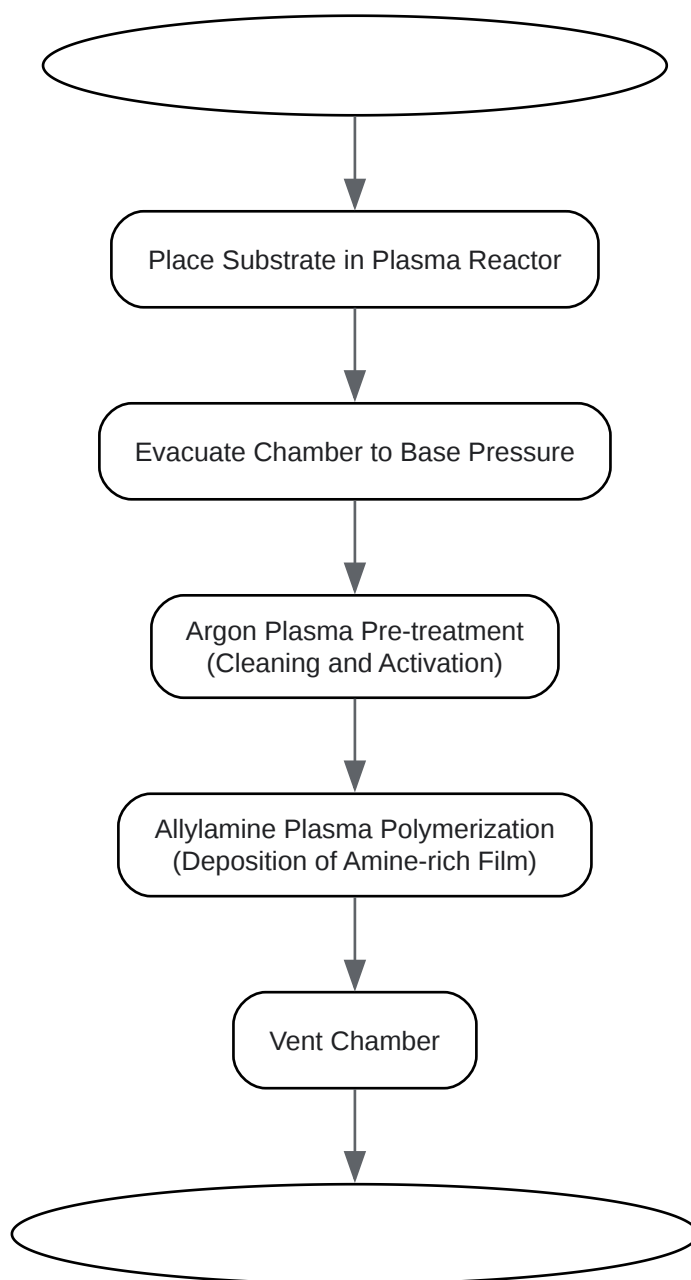 Place Substrate in Plasma Reactor
Evacuate Chamber to Base Pressure
Argon Plasma Pre-treatment
(Cleaning and Activation)
Allylamine Plasma Polymerization
(Deposition of Amine-rich Film)
Vent Chamber